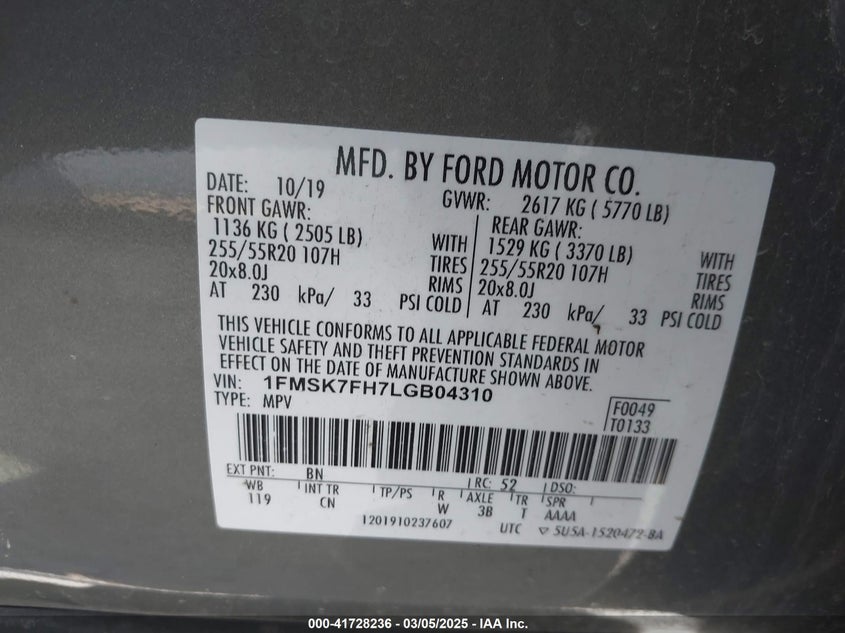 MFD. BY FORD MOTOR CO.
DATE: 10/19 GVWR: 2617 KG ( 5770 LB)
FRONT GAWR: REAR GAWR:
1136 KG ( 2505 LB) WITH 1529 KG ( 3370 LB) WITH
255/55R20 107H TIRES 255/55R20 107H TIRES
20x8.0J RIMS 20x8.0J RIMS
AT 230 kPa/ 33 PSI COLD AT 230 kPa/ 33 PSI COLD
THIS VEHICLE CONFORMS TO ALL APPLICABLE FEDERAL MOTOR
VEHICLE SAFETY AND THEFT PREVENTION STANDARDS IN
EFFECT ON THE DATE OF MANUFACTURE SHOWN ABOVE.
VIN: 1FMSK7FH7LGB04310
TYPE: MPV F0049
T0133
EXT PNT: BN RC: 52 DSO:
WB INT TR TP/PS R AXLE TR SPR
119 CN W 3B T AAAA
1201910237607 UTC ▽ 5U5A-1520472-BA
000-41728236 - 03/05/2025 - IAA Inc.